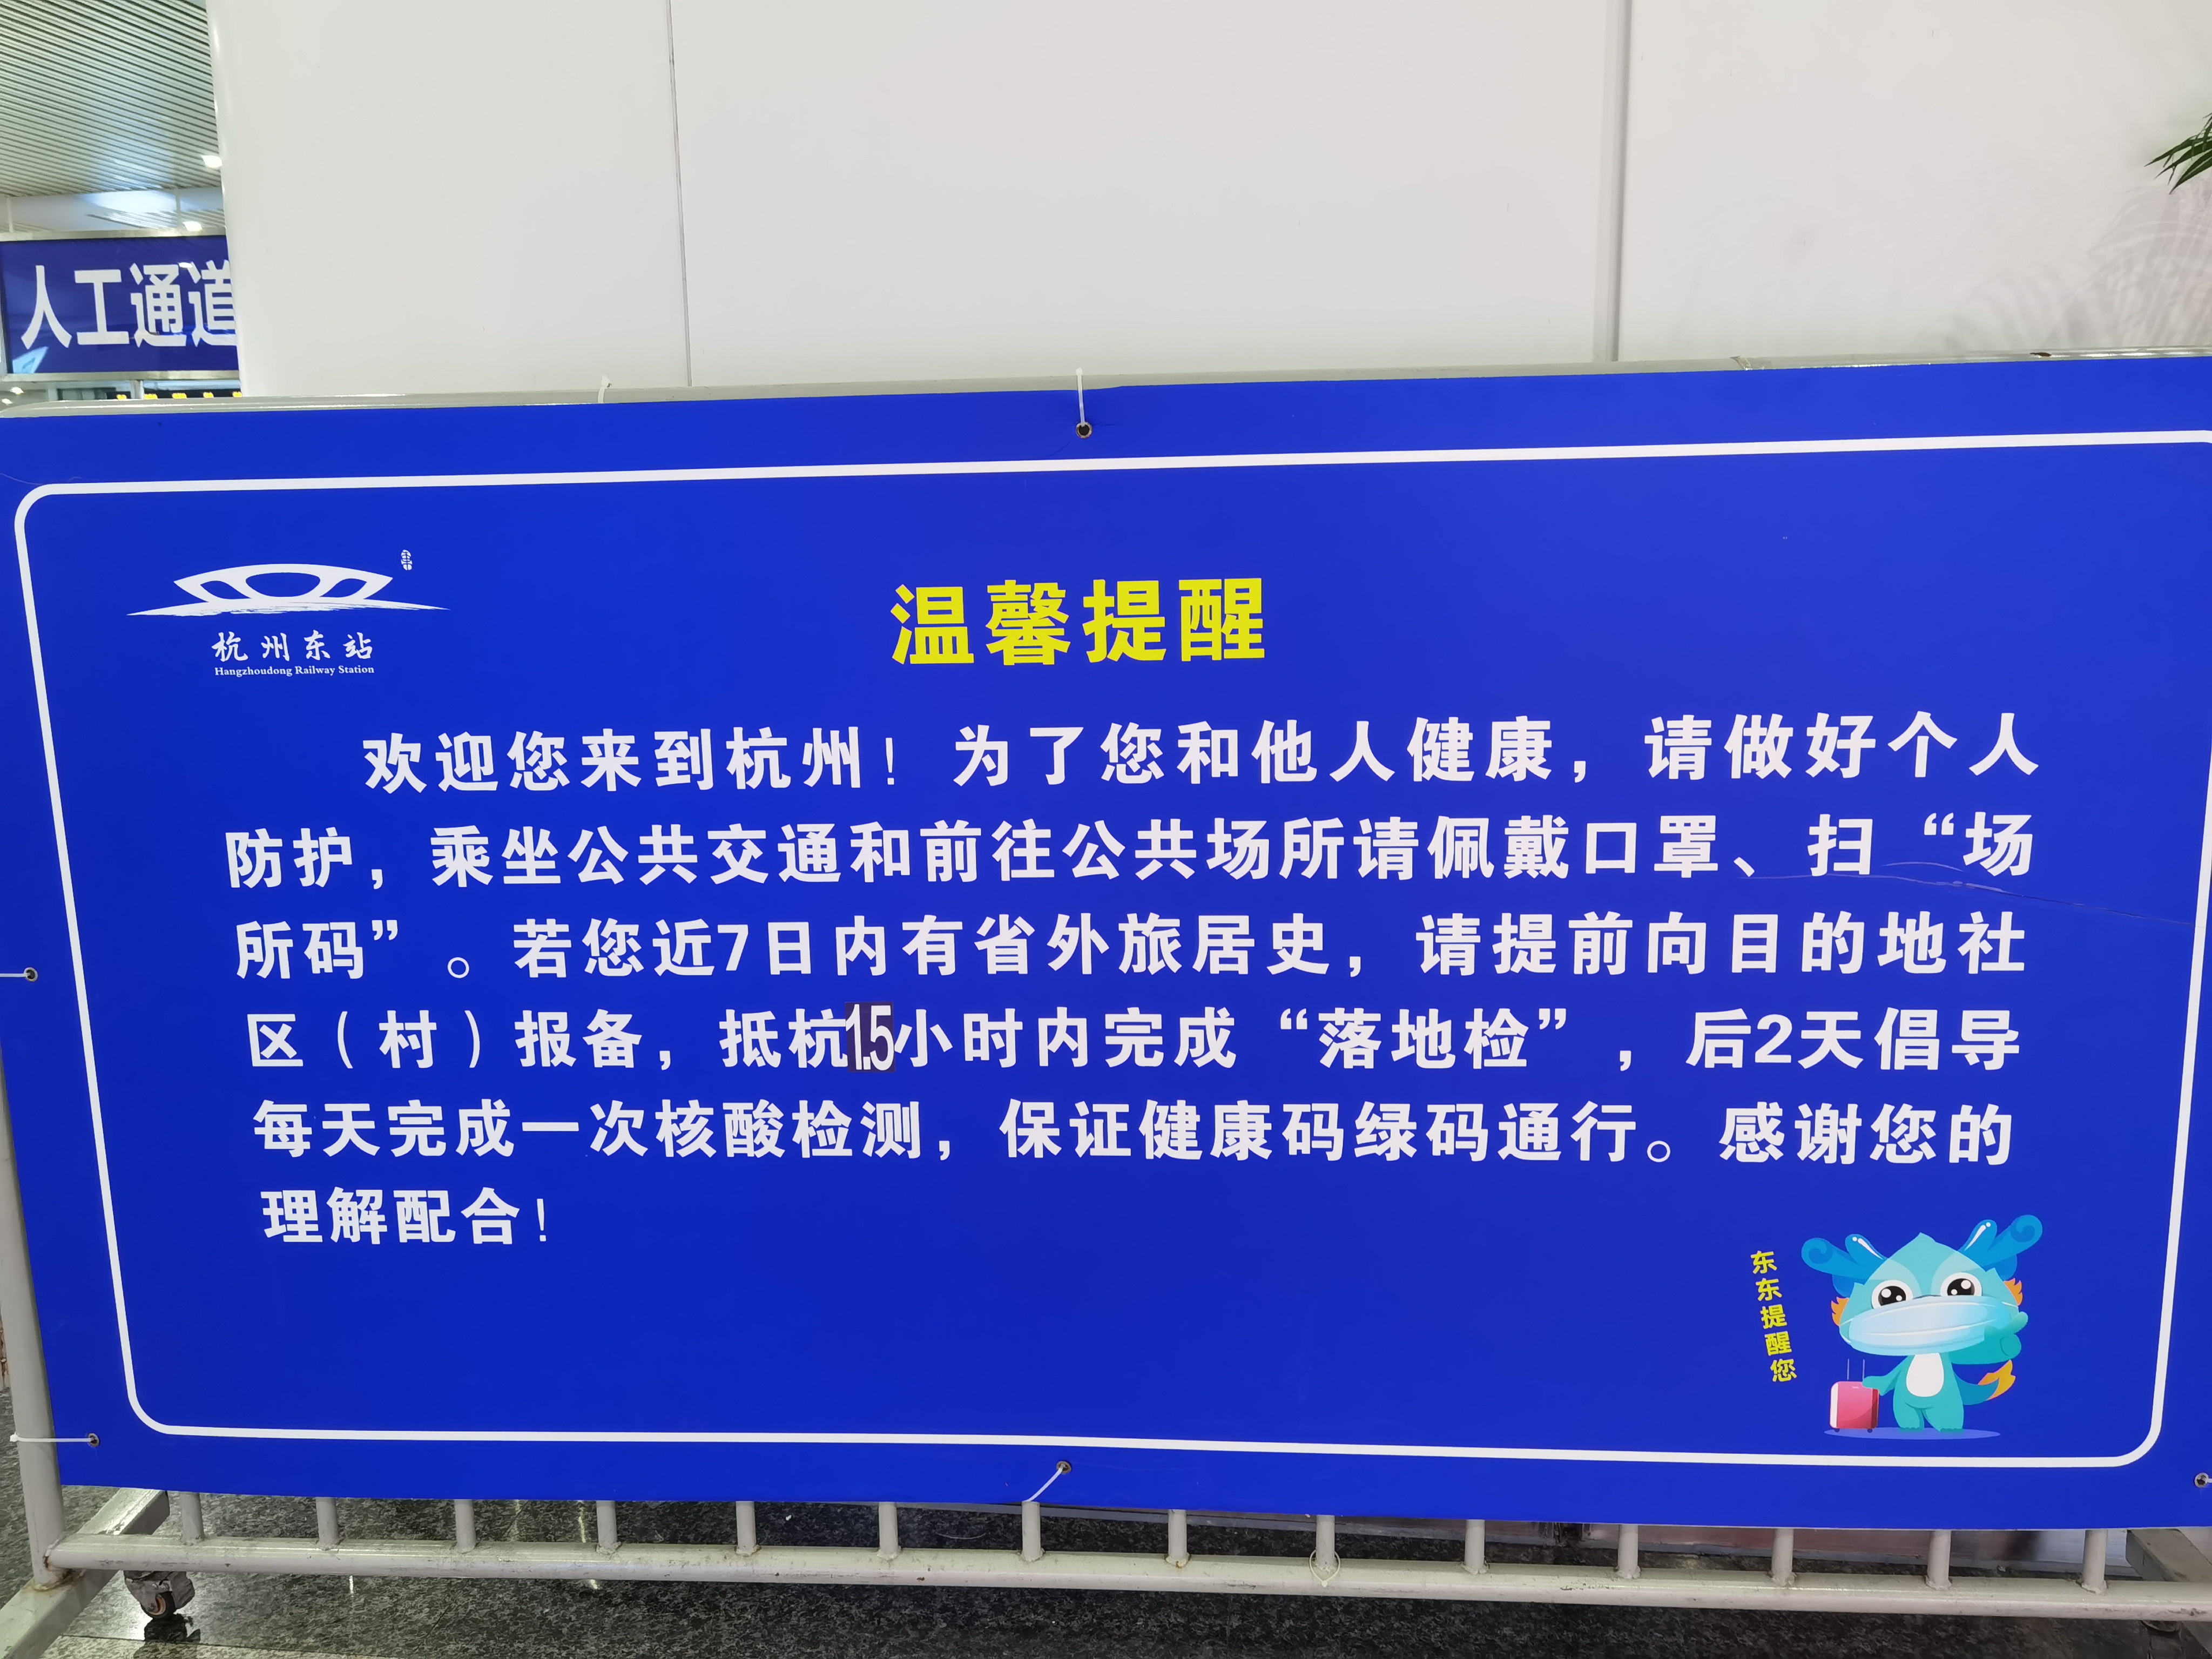 人工通道
杭州东站
Hangzhoudong Railway Station
温馨提醒
欢迎您来到杭州！为了您和他人健康，请做好个人
防护，乘坐公共交通和前往公共场所请佩戴口罩、扫“场
所码”。若您近7日内有省外旅居史，请提前向目的地社
区（村）报备，抵杭1.5小时内完成“落地检”，后2天倡导
每天完成一次核酸检测，保证健康码绿码通行。感谢您的
理解配合！
东东提醒您